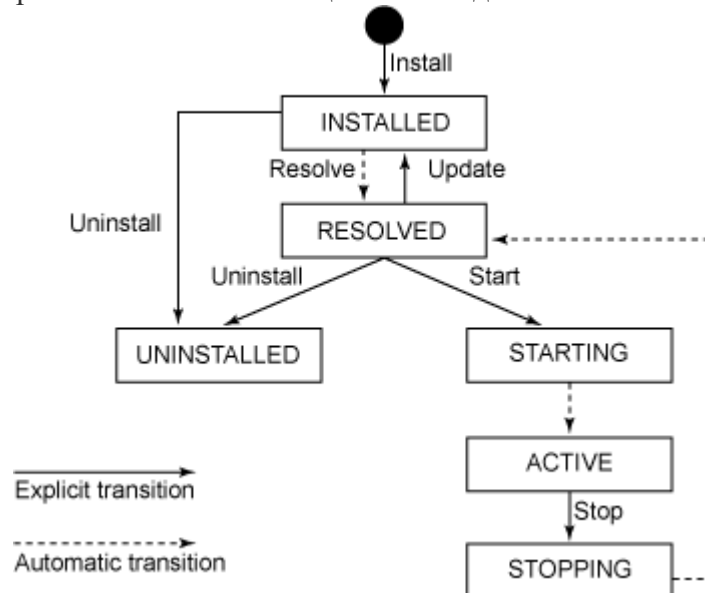 Install
INSTALLED
Resolve
Update
Uninstall
RESOLVED
Uninstall
Start
UNINSTALLED
STARTING
ACTIVE
Explicit transition
Stop
Automatic transition
STOPPING